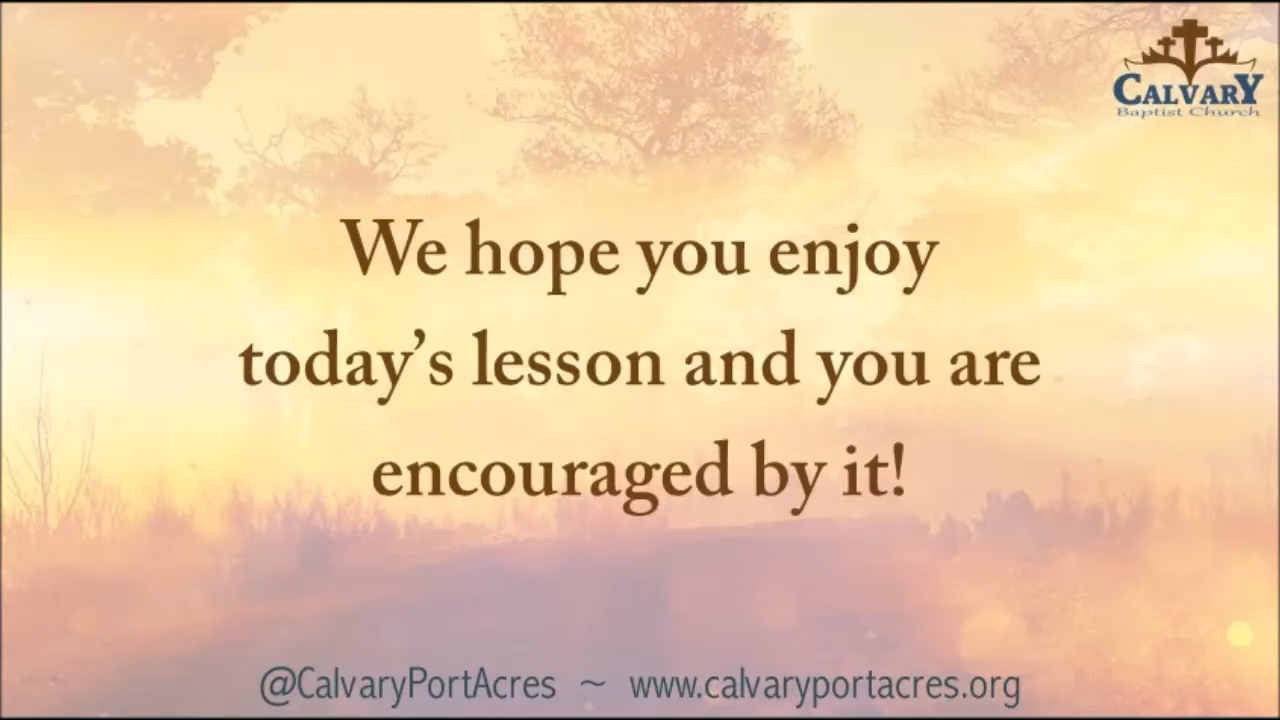 CALVARY
Baptist Church
We hope you enjoy
today’s lesson and you are
encouraged by it!
@CalvaryPortAcres ~ www.calvaryportacres.org